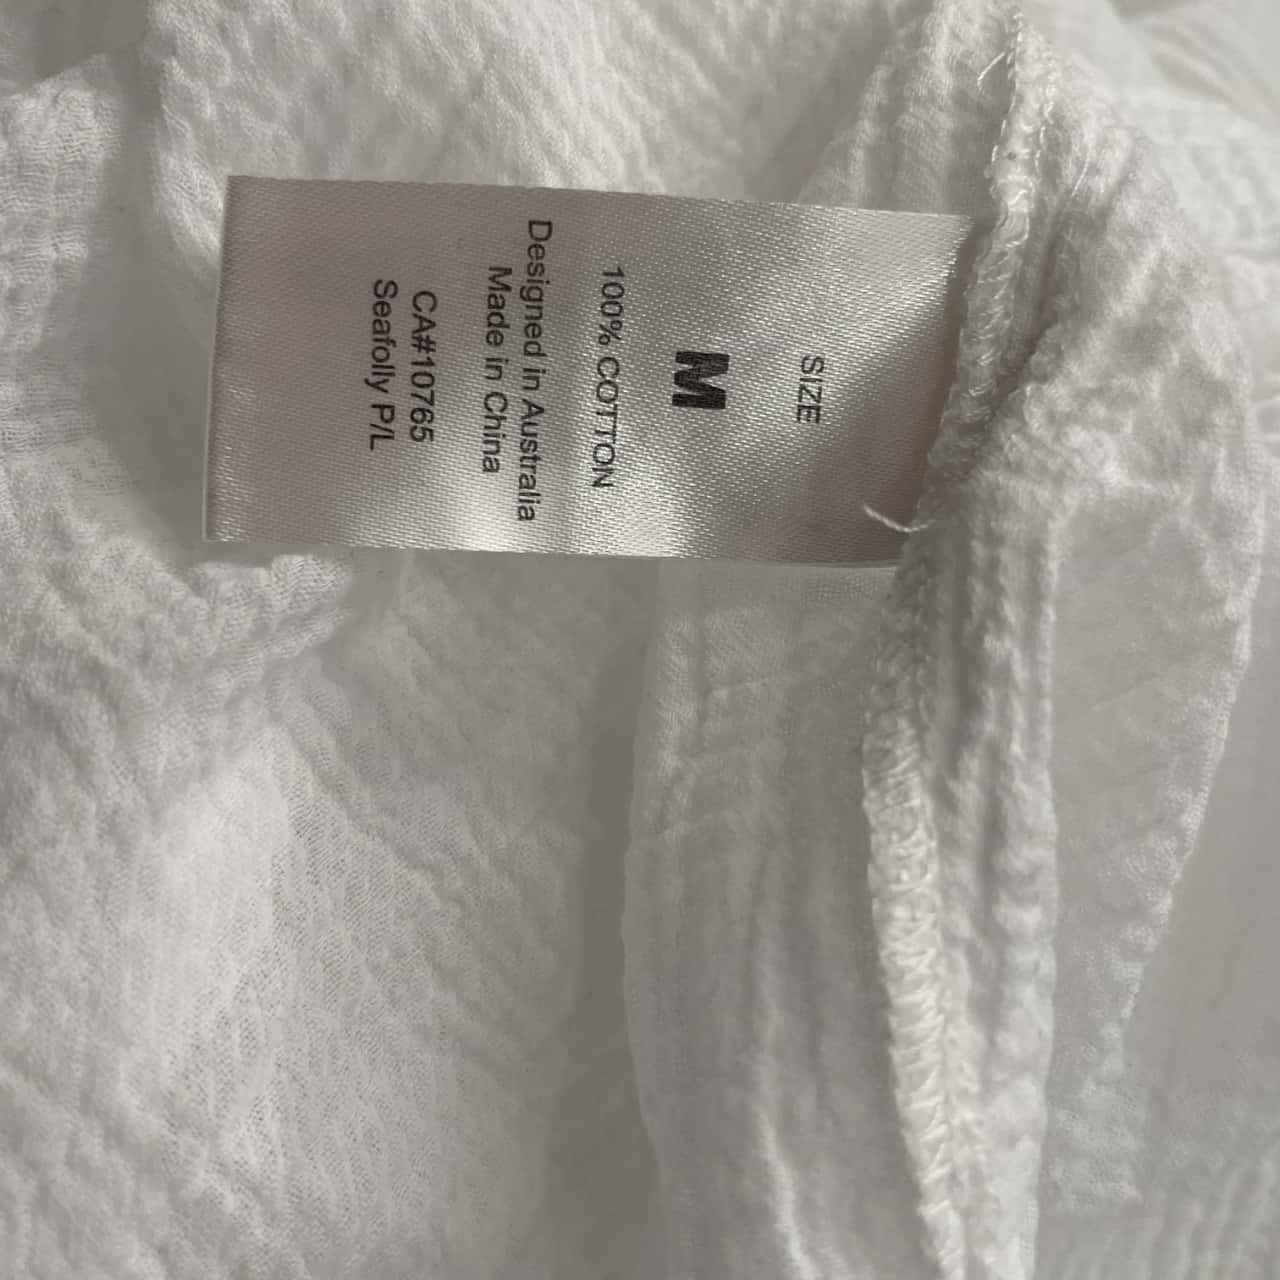 SIZE
M
100% COTTON
Designed in Australia
Made in China
CA#10765
Seafolly P/L